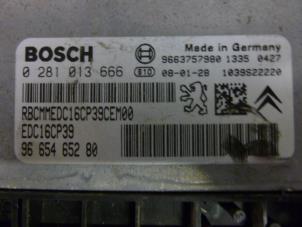 BOSCH
Made in Germany
9663757980 1335 0427
0 281 013 666 E10 08-01-28 1039S22220
RBCMMEDC16CP39CEM00
EDC16CP39
96 654 652 80